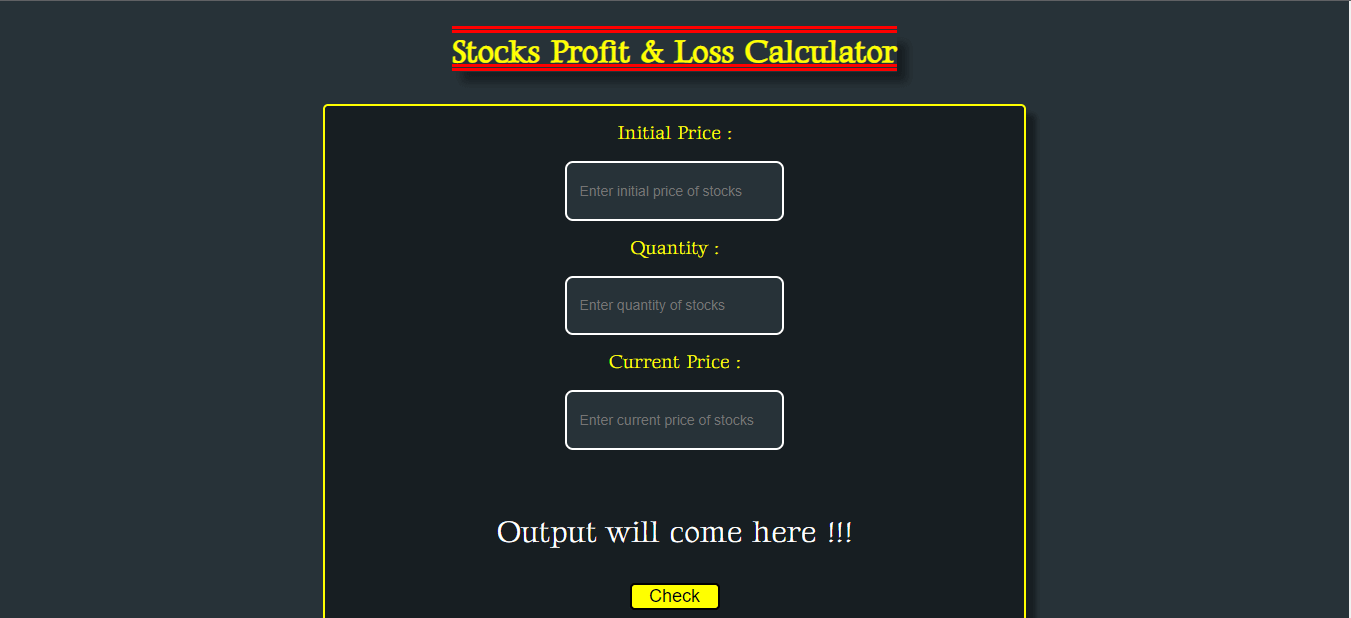 Stocks Profit & Loss Calculator
Initial Price :
Enter initial price of stocks
Quantity :
Enter quantity of stocks
Current Price :
Enter current price of stocks
Output will come here !!!
Check